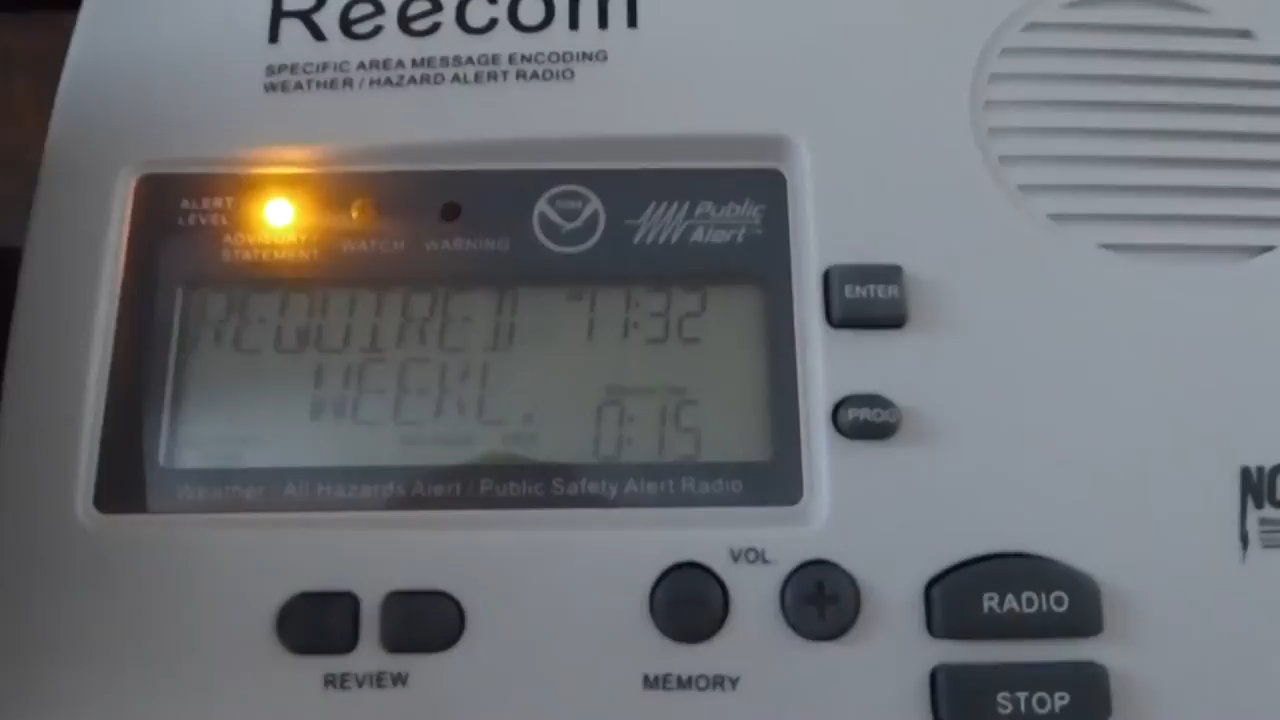 Reecom
SPECIFIC AREA MESSAGE ENCODING
WEATHER / HAZARD ALERT RADIO
ALERT
LEVEL
ADVISORY
STATEMENT
WATCH
WARNING
Public
Alert™
REQUIRED 11:32
WEEKL.
0:15
Weather / All Hazards Alert / Public Safety Alert Radio
ENTER
PROG
VOL.
REVIEW
MEMORY
RADIO
STOP